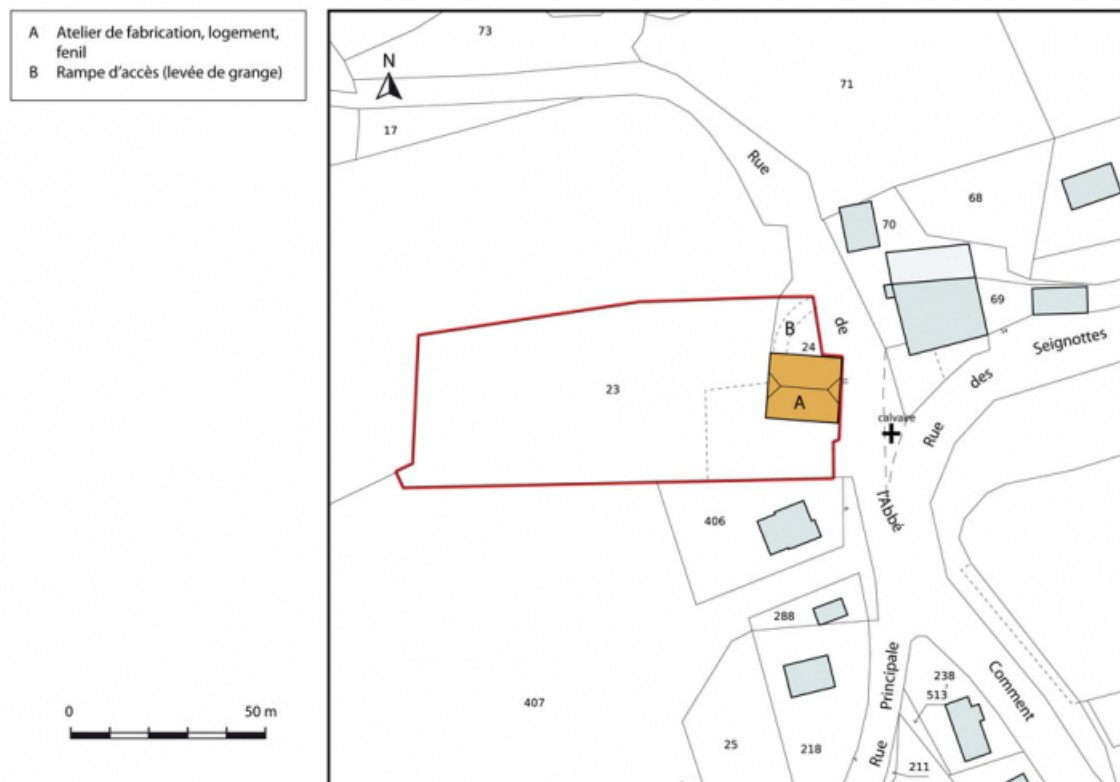 A Atelier de fabrication, logement,
fenil
B Rampe d'accès (levée de grange)
0 50 m
N
73
17
71
Rue
de
l'Abbé
Comment
68
70
69
Rue
des
Seignottes
B
24
23
A
calvaire
406
288
407
25
218
Rue
Principale
238
513
211